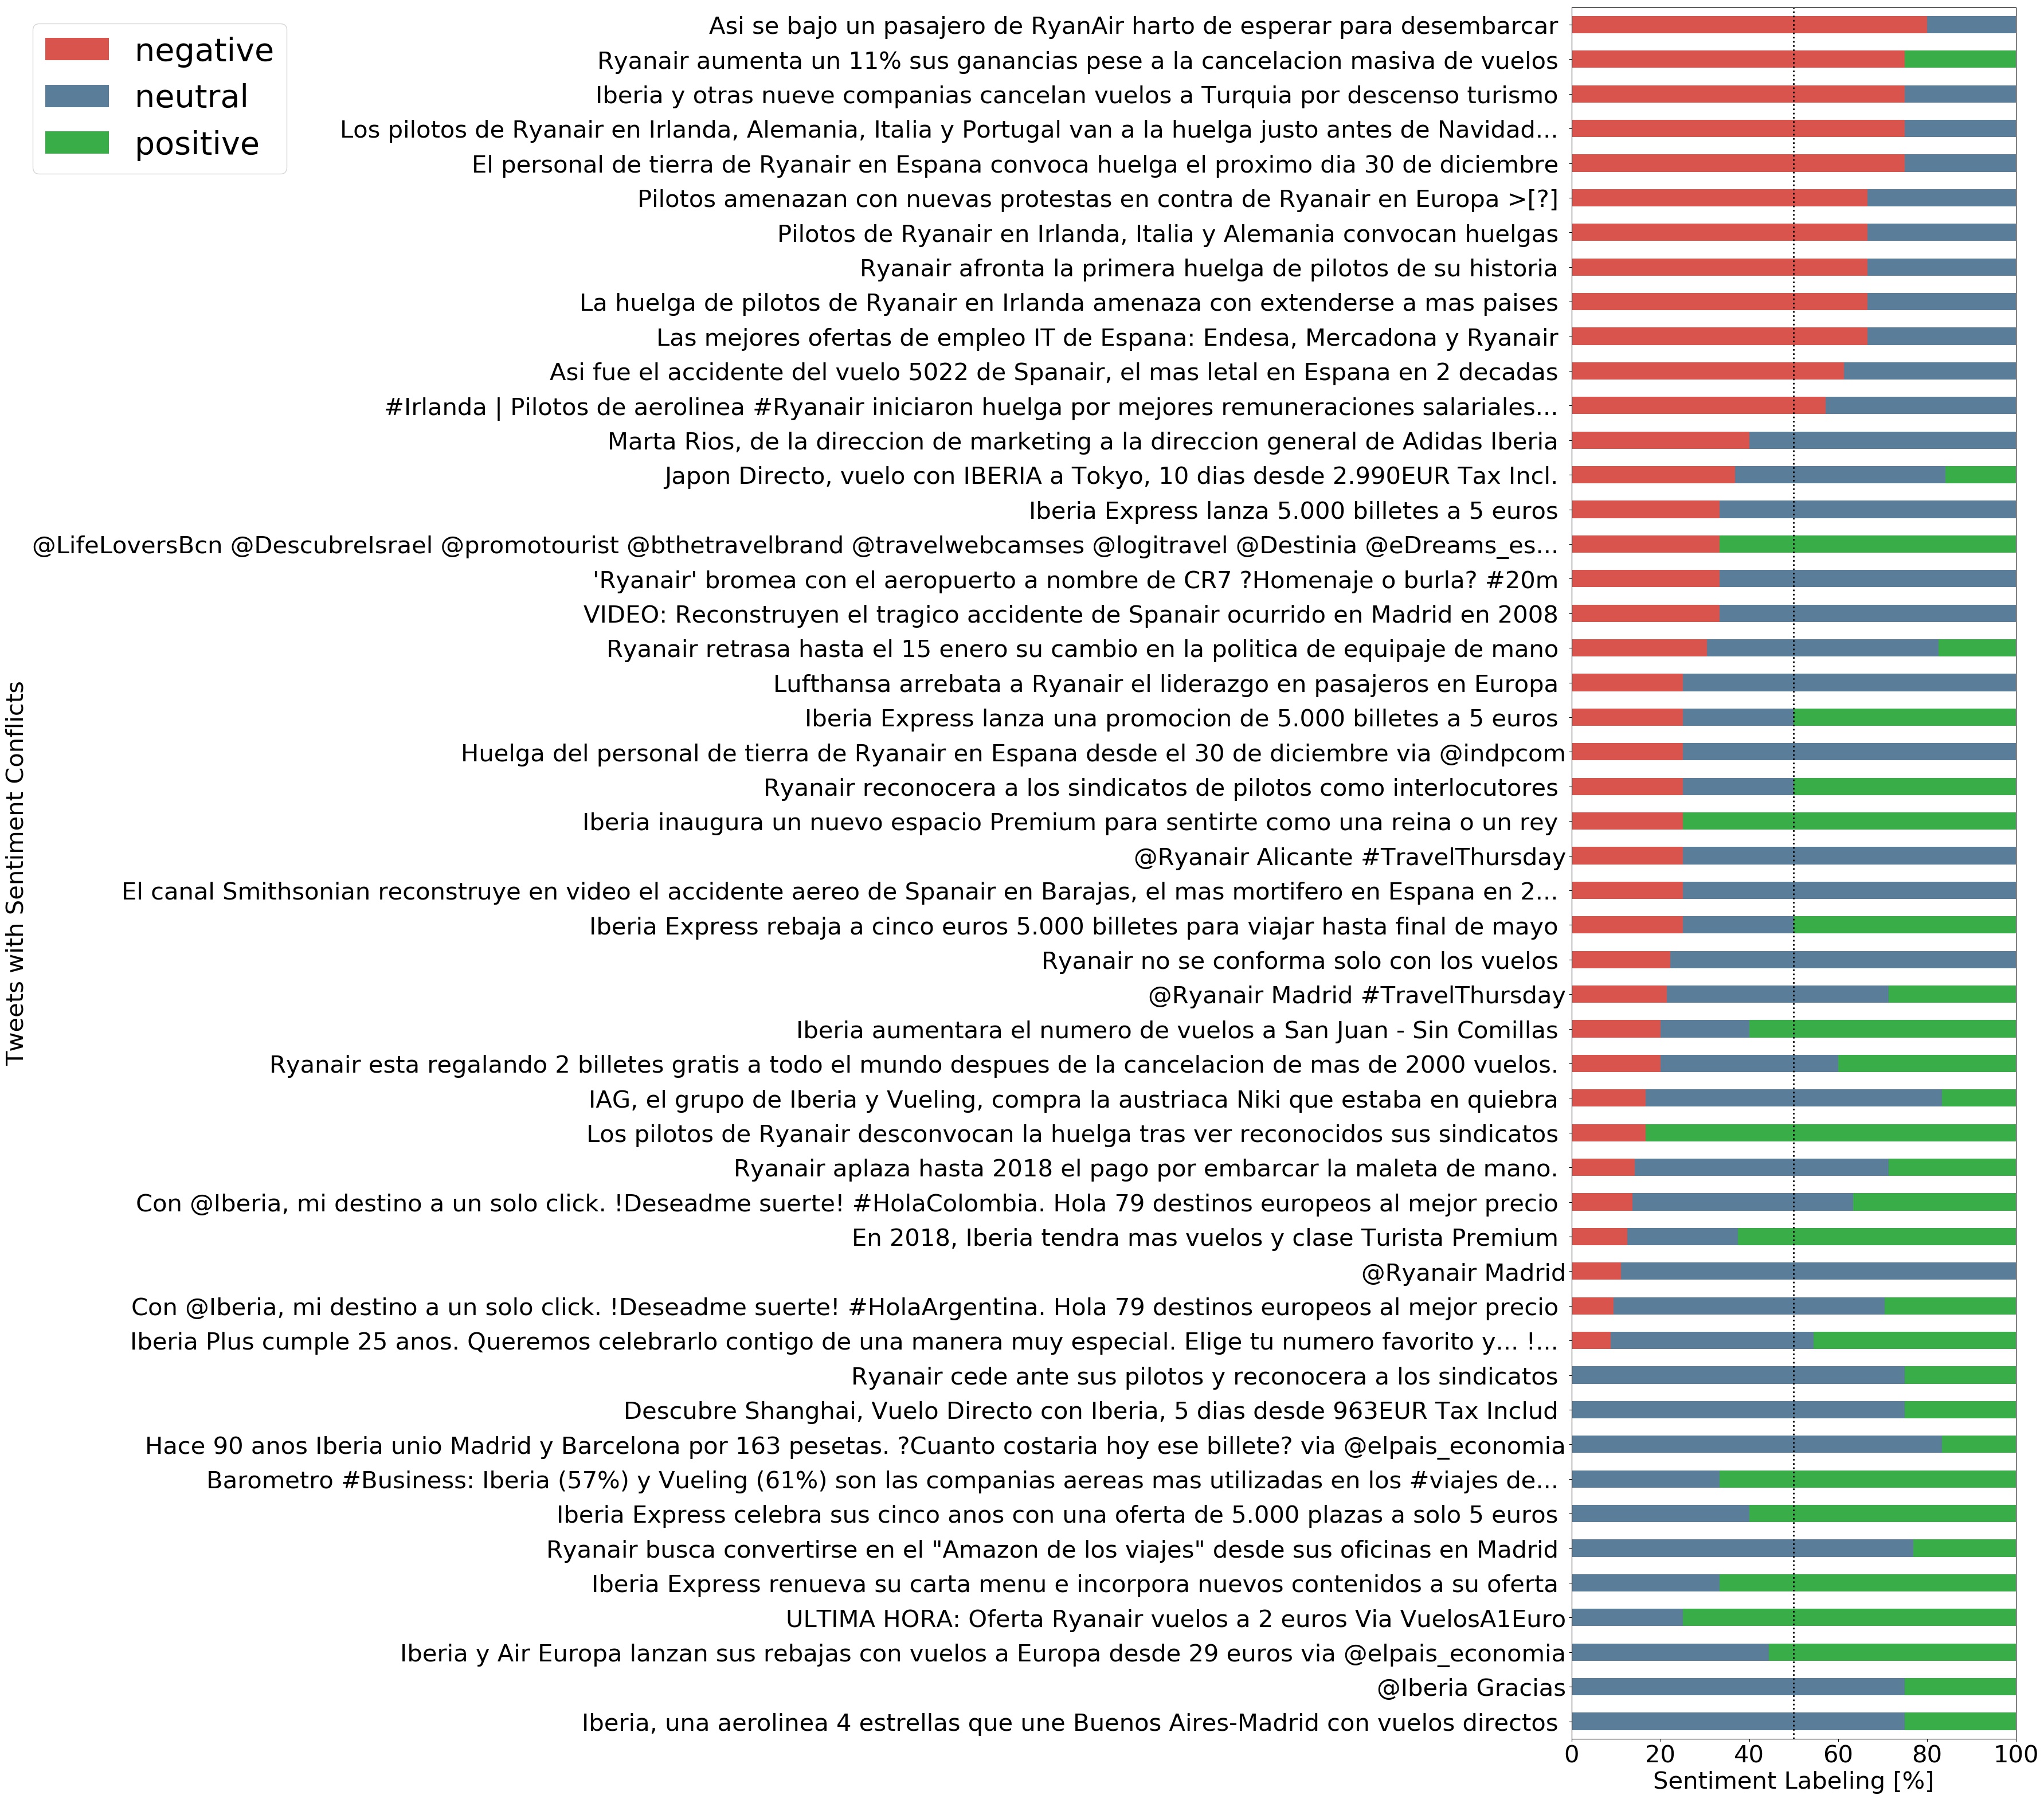 negative
neutral
positive
Asi se bajo un pasajero de RyanAir harto de esperar para desembarcar
Ryanair aumenta un 11% sus ganancias pese a la cancelacion masiva de vuelos
Iberia y otras nueve companias cancelan vuelos a Turquia por descenso turismo
Los pilotos de Ryanair en Irlanda, Alemania, Italia y Portugal van a la huelga justo antes de Navidad...
El personal de tierra de Ryanair en Espana convoca huelga el proximo dia 30 de diciembre
Pilotos amenazan con nuevas protestas en contra de Ryanair en Europa >[?]
Pilotos de Ryanair en Irlanda, Italia y Alemania convocan huelgas
Ryanair afronta la primera huelga de pilotos de su historia
La huelga de pilotos de Ryanair en Irlanda amenaza con extenderse a mas paises
Las mejores ofertas de empleo IT de Espana: Endesa, Mercadona y Ryanair
Asi fue el accidente del vuelo 5022 de Spanair, el mas letal en Espana en 2 decadas
#Irlanda | Pilotos de aerolinea #Ryanair iniciaron huelga por mejores remuneraciones salariales...
Marta Rios, de la direccion de marketing a la direccion general de Adidas Iberia
Japon Directo, vuelo con IBERIA a Tokyo, 10 dias desde 2.990EUR Tax Incl.
Iberia Express lanza 5.000 billetes a 5 euros
@LifeLoversBcn @DescubreIsrael @promotourist @bthetravelbrand @travelwebcamses @logitravel @Destinia @eDreams_es...
'Ryanair' bromea con el aeropuerto a nombre de CR7 ?Homenaje o burla? #20m
VIDEO: Reconstruyen el tragico accidente de Spanair ocurrido en Madrid en 2008
Ryanair retrasa hasta el 15 enero su cambio en la politica de equipaje de mano
Lufthansa arrebata a Ryanair el liderazgo en pasajeros en Europa
Iberia Express lanza una promocion de 5.000 billetes a 5 euros
Huelga del personal de tierra de Ryanair en Espana desde el 30 de diciembre via @indpcom
Ryanair reconocera a los sindicatos de pilotos como interlocutores
Iberia inaugura un nuevo espacio Premium para sentirte como una reina o un rey
@Ryanair Alicante #TravelThursday
El canal Smithsonian reconstruye en video el accidente aereo de Spanair en Barajas, el mas mortifero en Espana en 2...
Iberia Express rebaja a cinco euros 5.000 billetes para viajar hasta final de mayo
Ryanair no se conforma solo con los vuelos
@Ryanair Madrid #TravelThursday
Iberia aumentara el numero de vuelos a San Juan - Sin Comillas
Ryanair esta regalando 2 billetes gratis a todo el mundo despues de la cancelacion de mas de 2000 vuelos.
IAG, el grupo de Iberia y Vueling, compra la austriaca Niki que estaba en quiebra
Los pilotos de Ryanair desconvocan la huelga tras ver reconocidos sus sindicatos
Ryanair aplaza hasta 2018 el pago por embarcar la maleta de mano.
Con @Iberia, mi destino a un solo click. !Deseadme suerte! #HolaColombia. Hola 79 destinos europeos al mejor precio
En 2018, Iberia tendra mas vuelos y clase Turista Premium
@Ryanair Madrid
Con @Iberia, mi destino a un solo click. !Deseadme suerte! #HolaArgentina. Hola 79 destinos europeos al mejor precio
Iberia Plus cumple 25 anos. Queremos celebrarlo contigo de una manera muy especial. Elige tu numero favorito y... !...
Ryanair cede ante sus pilotos y reconocera a los sindicatos
Descubre Shanghai, Vuelo Directo con Iberia, 5 dias desde 963EUR Tax Includ
Hace 90 anos Iberia unio Madrid y Barcelona por 163 pesetas. ?Cuanto costaria hoy ese billete? via @elpais_economia
Barometro #Business: Iberia (57%) y Vueling (61%) son las companias aereas mas utilizadas en los #viajes de...
Iberia Express celebra sus cinco anos con una oferta de 5.000 plazas a solo 5 euros
Ryanair busca convertirse en el "Amazon de los viajes" desde sus oficinas en Madrid
Iberia Express renueva su carta menu e incorpora nuevos contenidos a su oferta
ULTIMA HORA: Oferta Ryanair vuelos a 2 euros Via VuelosA1Euro
Iberia y Air Europa lanzan sus rebajas con vuelos a Europa desde 29 euros via @elpais_economia
@Iberia Gracias
Iberia, una aerolinea 4 estrellas que une Buenos Aires-Madrid con vuelos directos
Tweets with Sentiment Conflicts
0 20 40 60 80 100
Sentiment Labeling [%]